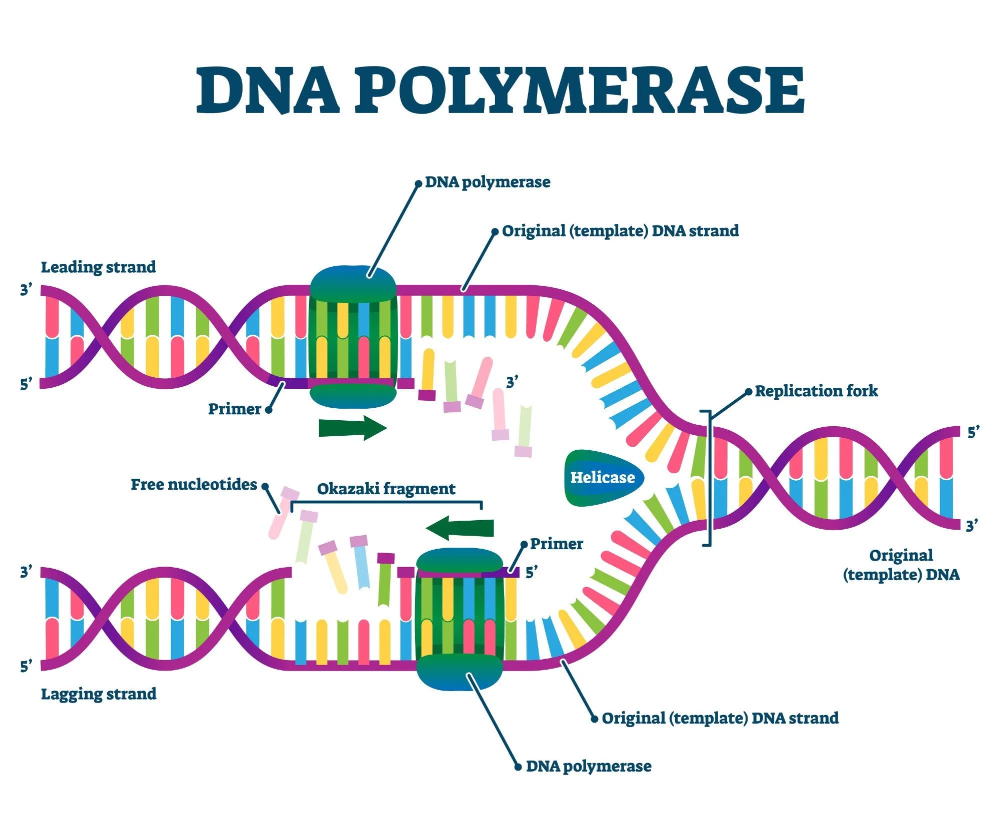 DNA POLYMERASE
DNA polymerase
Original (template) DNA strand
Leading strand
3’
5’
Primer
3’
Replication fork
5’
3’
Original
(template) DNA
Helicase
Free nucleotides
Okazaki fragment
Primer
5’
3’
5’
Lagging strand
Original (template) DNA strand
DNA polymerase